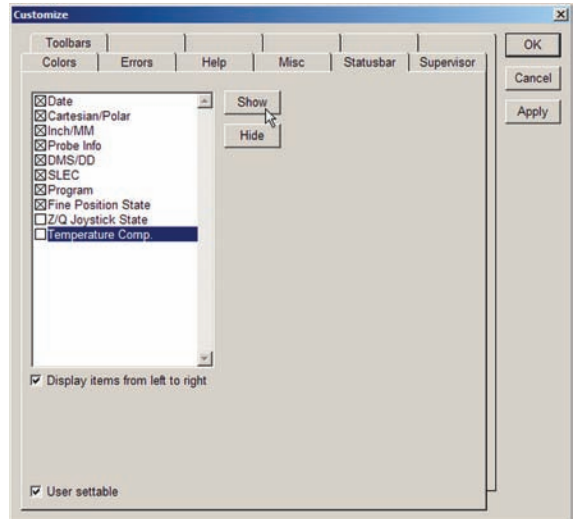 Customize
Toolbars
Colors Errors Help Misc Statusbar Supervisor
OK
Cancel
Apply
Date
Cartesian/Polar
Inch/MM
Probe Info
DMS/DD
SLEC
Program
Fine Position State
Z/Q Joystick State
Temperature Comp.
Show
Hide
Display items from left to right
User settable